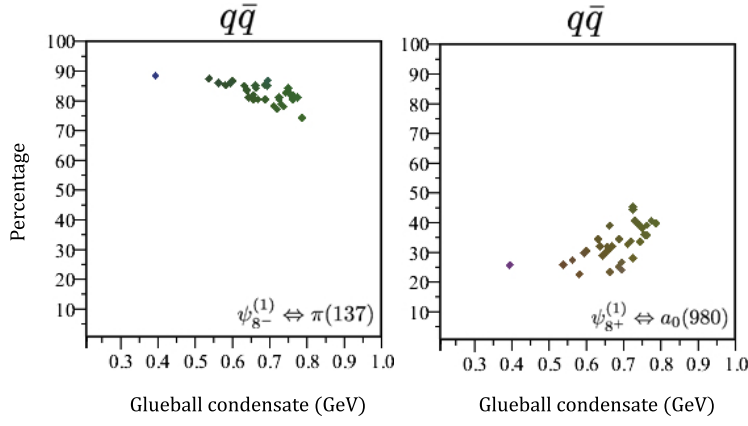 qq̄
qq̄
Percentage
100
90
80
70
60
50
40
30
20
10
ψ₈₋⁽¹⁾ ⇔ π(137)
0.3 0.4 0.5 0.6 0.7 0.8 0.9 1.0
Glueball condensate (GeV)
100
90
80
70
60
50
40
30
20
10
ψ₈₊⁽¹⁾ ⇔ a₀(980)
0.3 0.4 0.5 0.6 0.7 0.8 0.9 1.0
Glueball condensate (GeV)